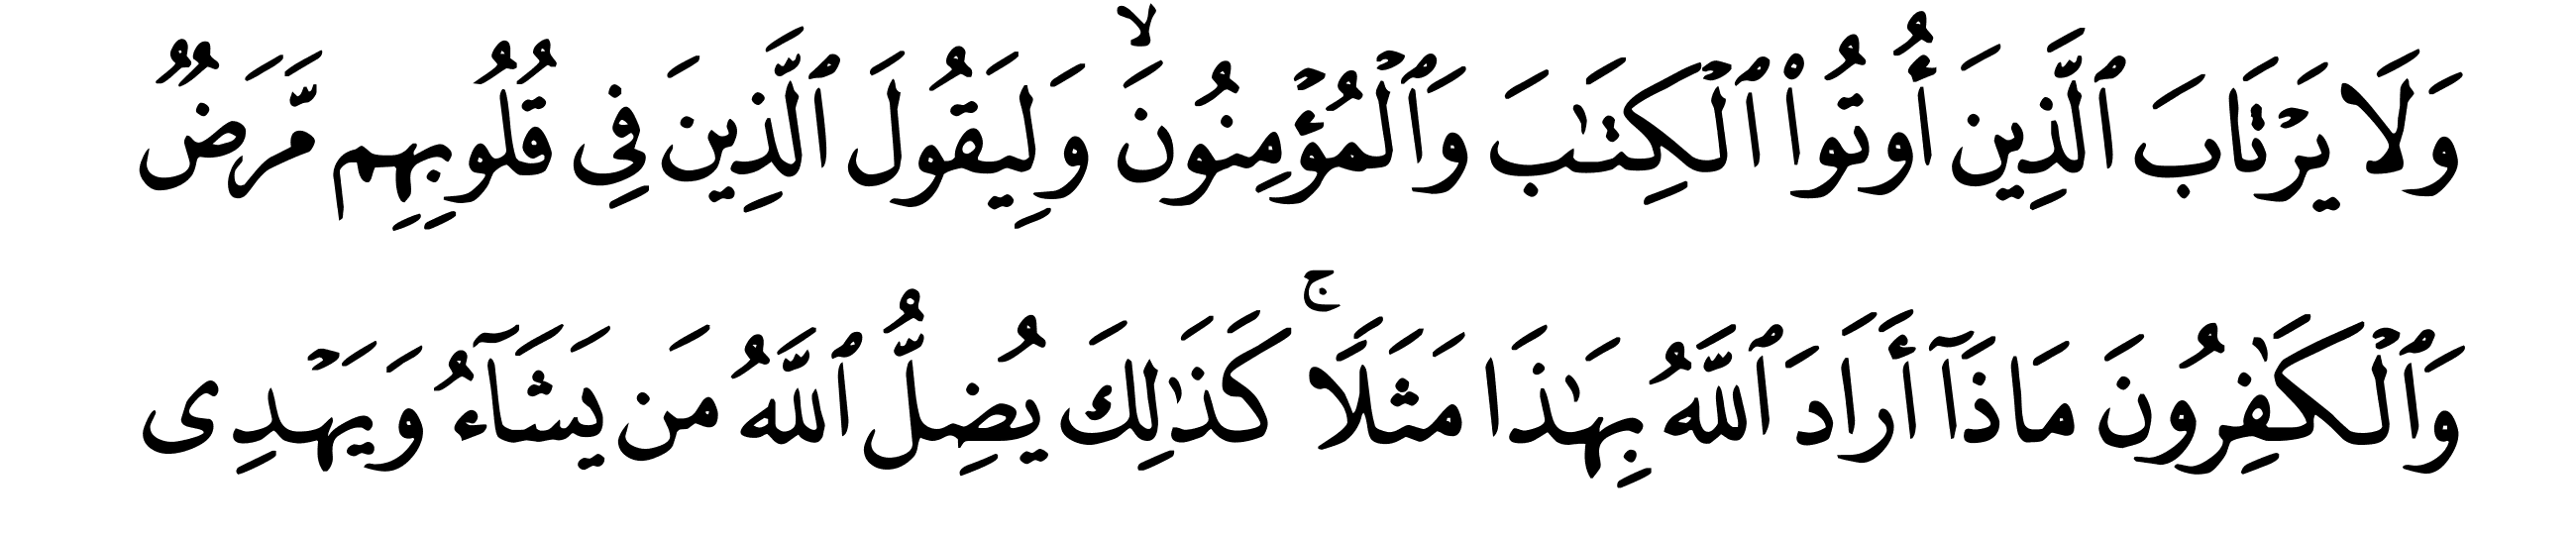 وَلَا يَرْتَابَ ٱلَّذِينَ أُوتُوا۟ ٱلْكِتَـٰبَ وَٱلْمُؤْمِنُونَ ۙ وَلِيَقُولَ ٱلَّذِينَ فِى قُلُوبِهِم مَّرَضٌ
وَٱلْكَـٰفِرُونَ مَاذَآ أَرَادَ ٱللَّهُ بِهَـٰذَا مَثَلًا ۚ كَذَٰلِكَ يُضِلُّ ٱللَّهُ مَن يَشَآءُ وَيَهْدِى